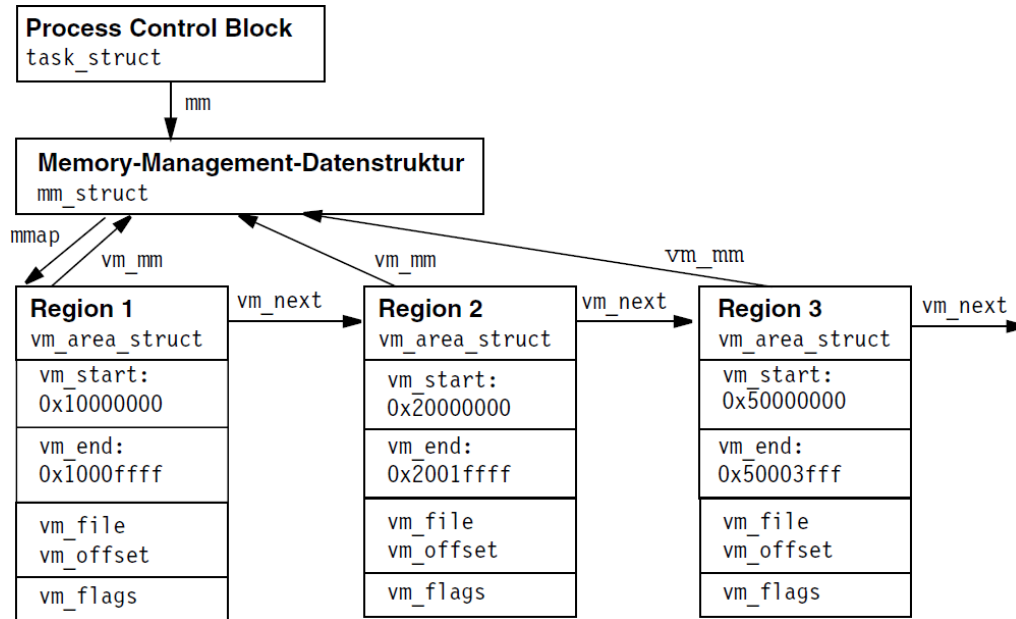 Process Control Block
task_struct
mm
Memory-Management-Datenstruktur
mm_struct
mmap
vm_mm
vm_mm
vm_mm
Region 1
vm_area_struct
vm_start:
0x10000000
vm_end:
0x1000ffff
vm_file
vm_offset
vm_flags
vm_next
Region 2
vm_area_struct
vm_start:
0x20000000
vm_end:
0x2001ffff
vm_file
vm_offset
vm_flags
vm_next
Region 3
vm_area_struct
vm_start:
0x50000000
vm_end:
0x50003fff
vm_file
vm_offset
vm_flags
vm_next